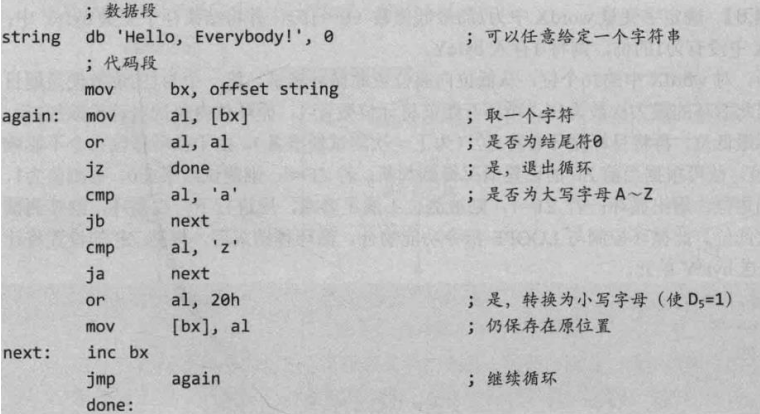 ; 数据段
string db 'Hello, Everybody!', 0 ; 可以任意给定一个字符串
; 代码段
mov bx, offset string
again: mov al, [bx] ; 取一个字符
or al, al ; 是否为结尾符0
jz done ; 是, 退出循环
cmp al, 'a' ; 是否为大写字母A～Z
jb next
cmp al, 'z'
ja next
or al, 20h ; 是, 转换为小写字母 (使D₅=1)
mov [bx], al ; 仍保存在原位置
next: inc bx
jmp again ; 继续循环
done: